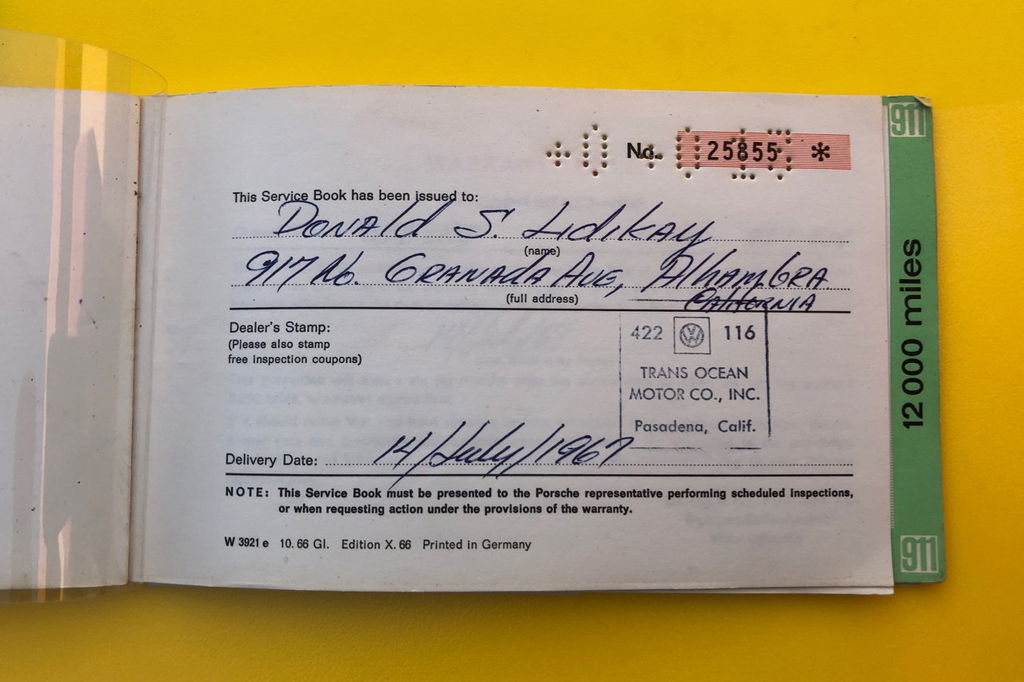 No. 25855 *
This Service Book has been issued to:
Donald S. Lidikay
(name)
917 No. Granada Ave, Alhambra
California
(full address)
Dealer's Stamp:
(Please also stamp
free inspection coupons)
422 VW 116
TRANS OCEAN
MOTOR CO., INC.
Pasadena, Calif.
Delivery Date: 14/July/1967
NOTE: This Service Book must be presented to the Porsche representative performing scheduled inspections,
or when requesting action under the provisions of the warranty.
W 3921 e 10. 66 Gl. Edition X. 66 Printed in Germany
911
12 000 miles
911